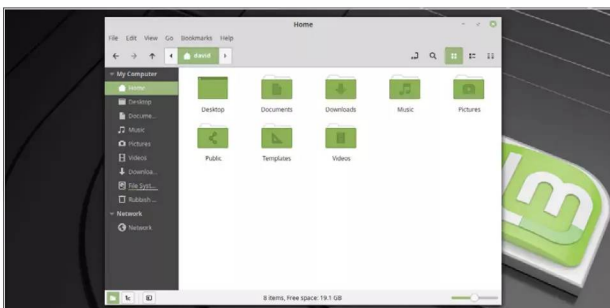 Home
File Edit View Go Bookmarks Help
david
My Computer
Home
Desktop
Docume...
Music
Pictures
Videos
Downloa...
File Syst...
Rubbish ...
Network
Network
Desktop Documents Downloads Music Pictures
Public Templates Videos
8 items, Free space: 19.1 GB